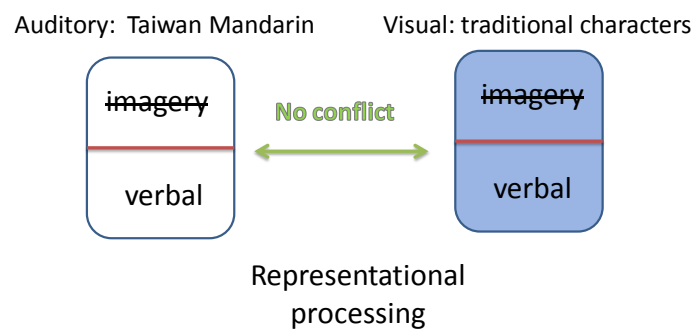 Auditory: Taiwan Mandarin
Visual: traditional characters
imagery
No conflict
imagery
verbal
verbal
Representational
processing